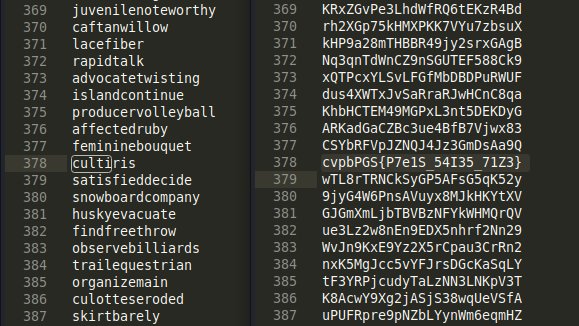 369 juvenilenoteworthy
370 caftanwillow
371 lacefiber
372 rapidtalk
373 advocatetwisting
374 islandcontinue
375 producervolleyball
376 affectedruby
377 femininebouquet
378 cultiris
379 satisfieddecide
380 snowboardcompany
381 huskyevacuate
382 findfreethrow
383 observebilliards
384 trailequestrian
385 organizemain
386 culotteseroded
387 skirtbarely
369 KRxZGvPe3LhdWfRQ6tEKzR4Bd
370 rh2XGp75kHMXPKK7VYu7zbsuX
371 kHP9a28mTHBBR49jy2srxGAgB
372 Nq3qnTdWnCZ9nSGUTEF588Ck9
373 xQTPcxYLSvLFGfMbDBDPuRWUF
374 dus4XWTxJvSaRraRJwHCnC8qa
375 KhbHCTEM49MGPxL3nt5DEKDyG
376 ARKadGaCZBc3ue4BfB7Vjwx83
377 CSYbRFVpJZNQJ4Jz3GmDsAa9Q
378 cvpbPGS{P7e1S_54I35_71Z3}
379 wTL8rTRNCkSyGP5AFsG5qK52y
380 9jyG4W6PnsAVuyx8MJkHKYtXV
381 GJGmXmLjbTBVBzNFYkWHMQrQV
382 ue3Lz2w8nEn9EDX5nhrf2Nn29
383 WvJn9KxE9Yz2X5rCpau3CrRn2
384 nxK5MgJcc5vYFJrsDGcKaSqLY
385 tF3YRPjcudyTaLzNN3LNKpV3T
386 K8AcwY9Xg2jASjS38wqUeVSfA
387 uPUFRpre9pNZbLYynWm6eqmHZ